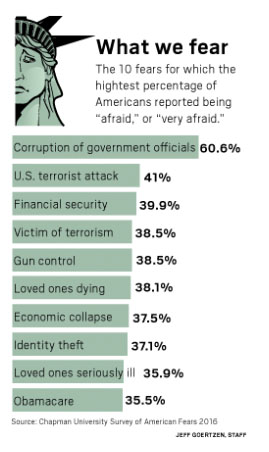 What we fear
The 10 fears for which the
highest percentage of
Americans reported being
“afraid,” or “very afraid.”
Corruption of government officials 60.6%
U.S. terrorist attack 41%
Financial security 39.9%
Victim of terrorism 38.5%
Gun control 38.5%
Loved ones dying 38.1%
Economic collapse 37.5%
Identity theft 37.1%
Loved ones seriously ill 35.9%
Obamacare 35.5%
Source: Chapman University Survey of American Fears 2016
JEFF GOERTZEN, STAFF